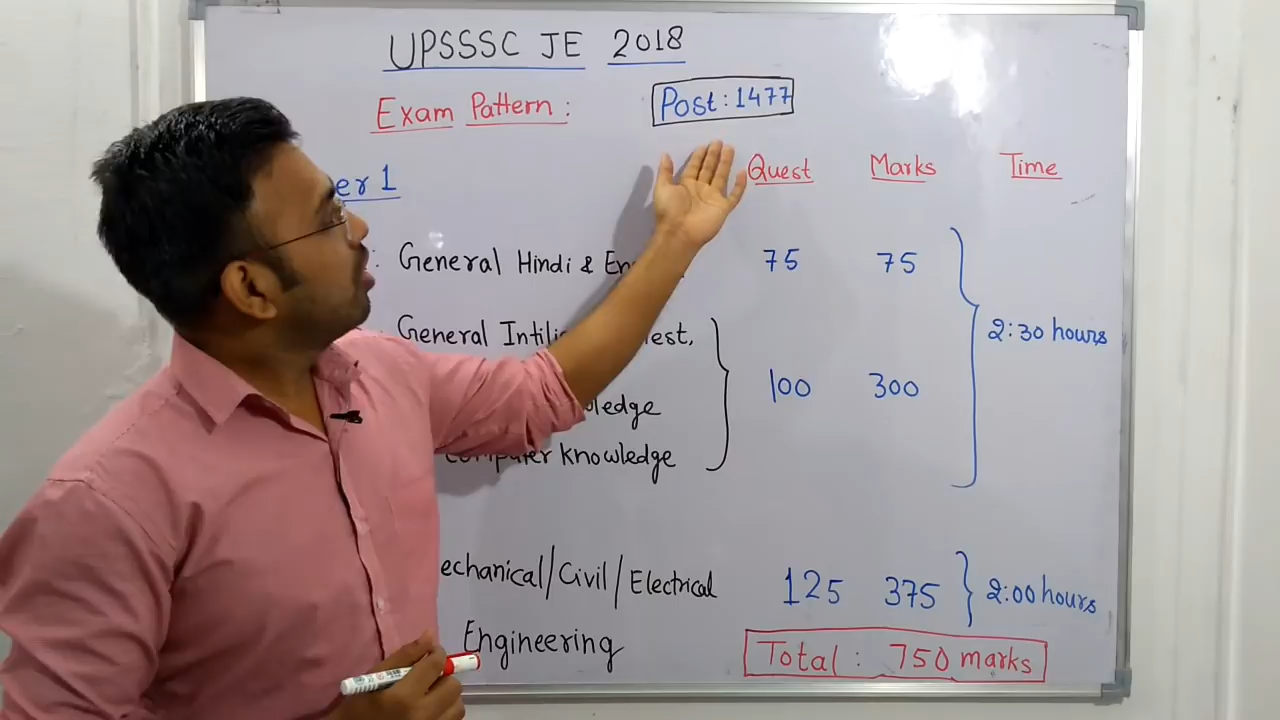 UPSSSC JE 2018
Exam Pattern :
Post : 1477
er 1
Quest Marks Time
: General Hindi & En 75 75
General Intili est,
2:30 hours
100 300
ledge
computer knowledge
echanical/Civil/Electrical 125 375 2:00 hours
Engineering
Total : 750 marks